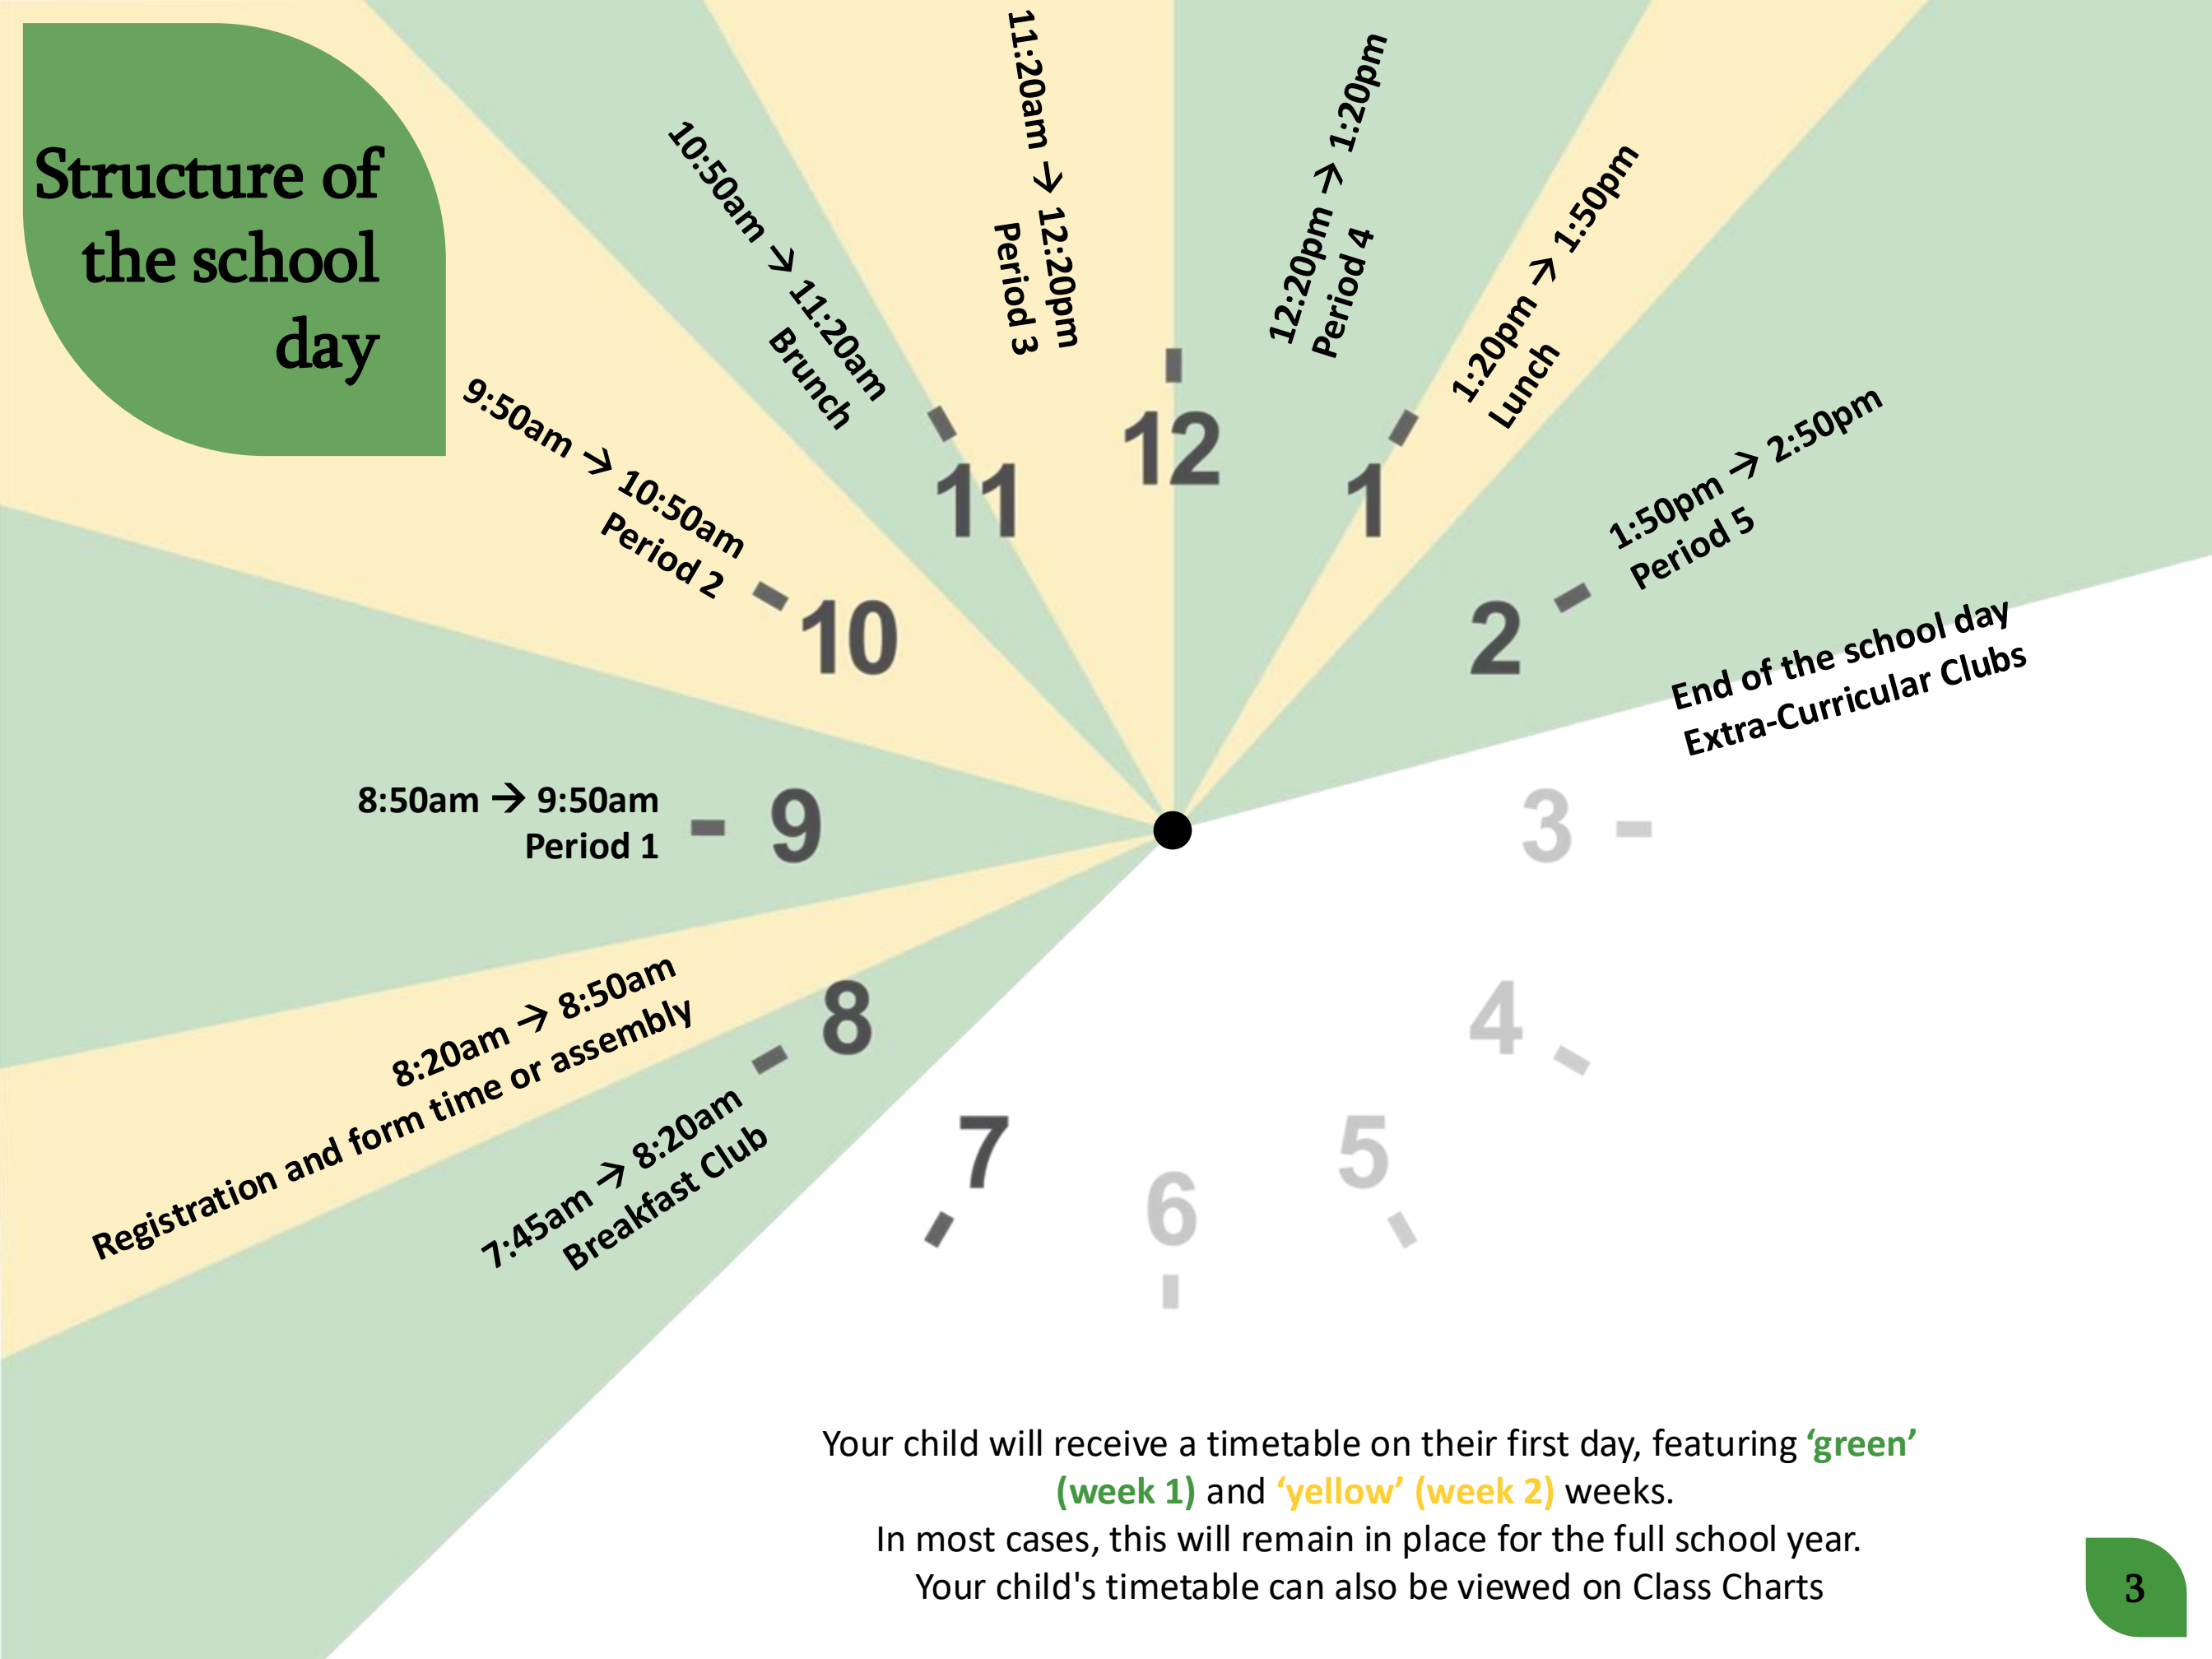 Structure of
the school
day
7:45am → 8:20am
Breakfast Club
8:20am → 8:50am
Registration and form time or assembly
8:50am → 9:50am
Period 1
9:50am → 10:50am
Period 2
10:50am → 11:20am
Brunch
11:20am → 12:20pm
Period 3
12:20pm → 1:20pm
Period 4
1:20pm → 1:50pm
Lunch
1:50pm → 2:50pm
Period 5
End of the school day
Extra-Curricular Clubs
12
1
2
3
4
5
6
7
8
9
10
11
Your child will receive a timetable on their first day, featuring ‘green’
(week 1) and ‘yellow’ (week 2) weeks.
In most cases, this will remain in place for the full school year.
Your child's timetable can also be viewed on Class Charts
3